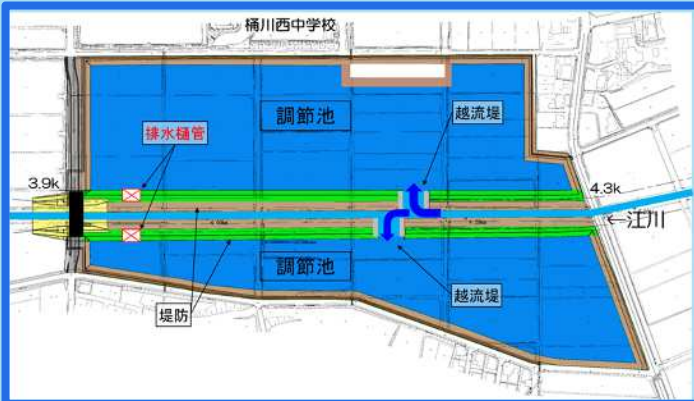 桶川西中学校
調節池
越流堤
排水樋管
3.9k
4.3k
←江川
調節池
越流堤
堤防